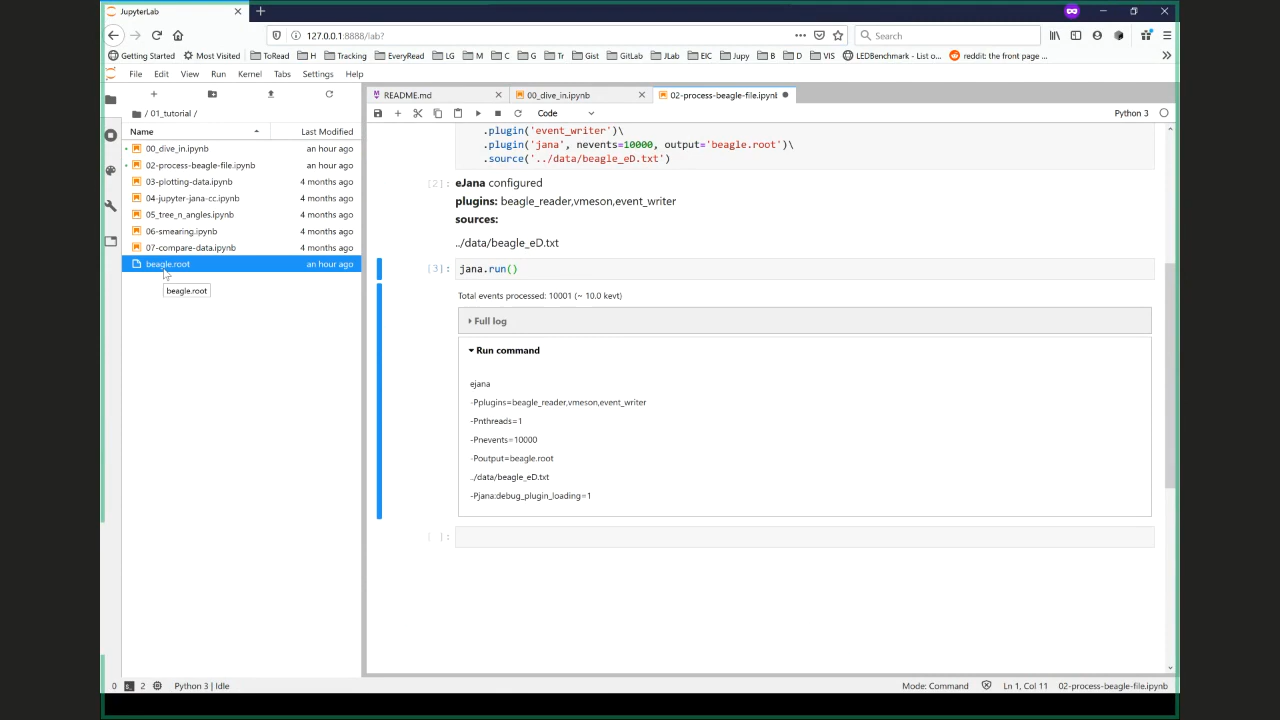 JupyterLab
127.0.0.1:8888/lab?
Search
Getting Started
Most Visited
ToRead
H
Tracking
EveryRead
LG
M
C
G
Tr
Gist
GitLab
JLab
EIC
Jupy
B
D
VIS
LEDBenchmark - List o...
reddit: the front page ...
File Edit View Run Kernel Tabs Settings Help
/ 01_tutorial /
Name Last Modified
00_dive_in.ipynb an hour ago
02-process-beagle-file.ipynb an hour ago
03-plotting-data.ipynb 4 months ago
04-jupyter-jana-cc.ipynb 4 months ago
05_tree_n_angles.ipynb 4 months ago
06-smearing.ipynb 4 months ago
07-compare-data.ipynb 4 months ago
beagle.root an hour ago
beagle.root
README.md
00_dive_in.ipynb
02-process-beagle-file.ipynb
Code
Python 3
.plugin('event_writer')\
.plugin('jana', nevents=10000, output='beagle.root')\
.source('../data/beagle_eD.txt')
[2]: eJana configured
plugins: beagle_reader,vmeson,event_writer
sources:
../data/beagle_eD.txt
[3]: jana.run()
Total events processed: 10001 (~ 10.0 kevt)
Full log
Run command
ejana
-Pplugins=beagle_reader,vmeson,event_writer
-Pnthreads=1
-Pnevents=10000
-Poutput=beagle.root
../data/beagle_eD.txt
-Pjana:debug_plugin_loading=1
[ ]:
0 2 Python 3 | Idle
Mode: Command Ln 1, Col 11 02-process-beagle-file.ipynb